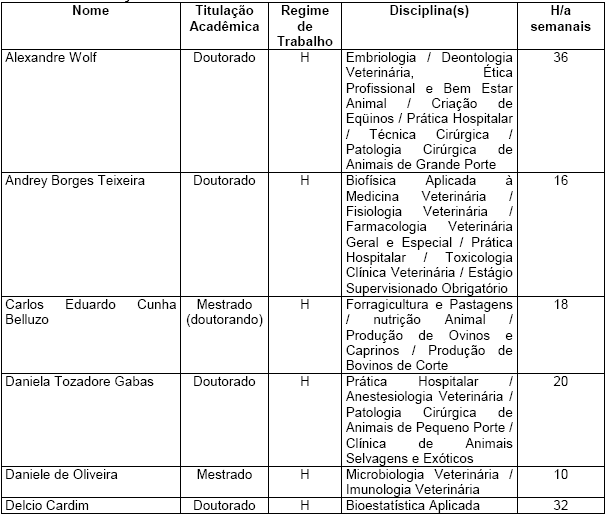 Nome Titulação Regime Disciplina(s) H/a
Acadêmica de semanais
Trabalho
Alexandre Wolf Doutorado H Embriologia / Deontologia 36
Veterinária, Ética
Profissional e Bem Estar
Animal / Criação de
Eqüinos / Prática Hospitalar
/ Técnica Cirúrgica /
Patologia Cirúrgica de
Animais de Grande Porte
Andrey Borges Teixeira Doutorado H Biofísica Aplicada à 16
Medicina Veterinária /
Fisiologia Veterinária /
Farmacologia Veterinária
Geral e Especial / Prática
Hospitalar / Toxicologia
Clínica Veterinária / Estágio
Supervisionado Obrigatório
Carlos Eduardo Cunha Mestrado H Forragicultura e Pastagens 18
Belluzo (doutorando) / nutrição Animal /
Produção de Ovinos e
Caprinos / Produção de
Bovinos de Corte
Daniela Tozadore Gabas Doutorado H Prática Hospitalar / 20
Anestesiologia Veterinária /
Patologia Cirúrgica de
Animais de Pequeno Porte /
Clínica de Animais
Selvagens e Exóticos
Daniele de Oliveira Mestrado H Microbiologia Veterinária / 10
Imunologia Veterinária
Delcio Cardim Doutorado H Bioestatística Aplicada 32